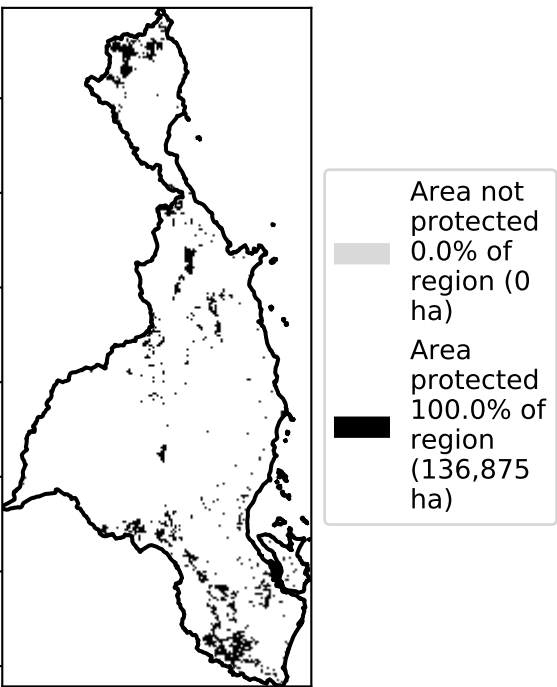 Area not
protected
0.0% of
region (0
ha)
Area
protected
100.0% of
region
(136,875
ha)